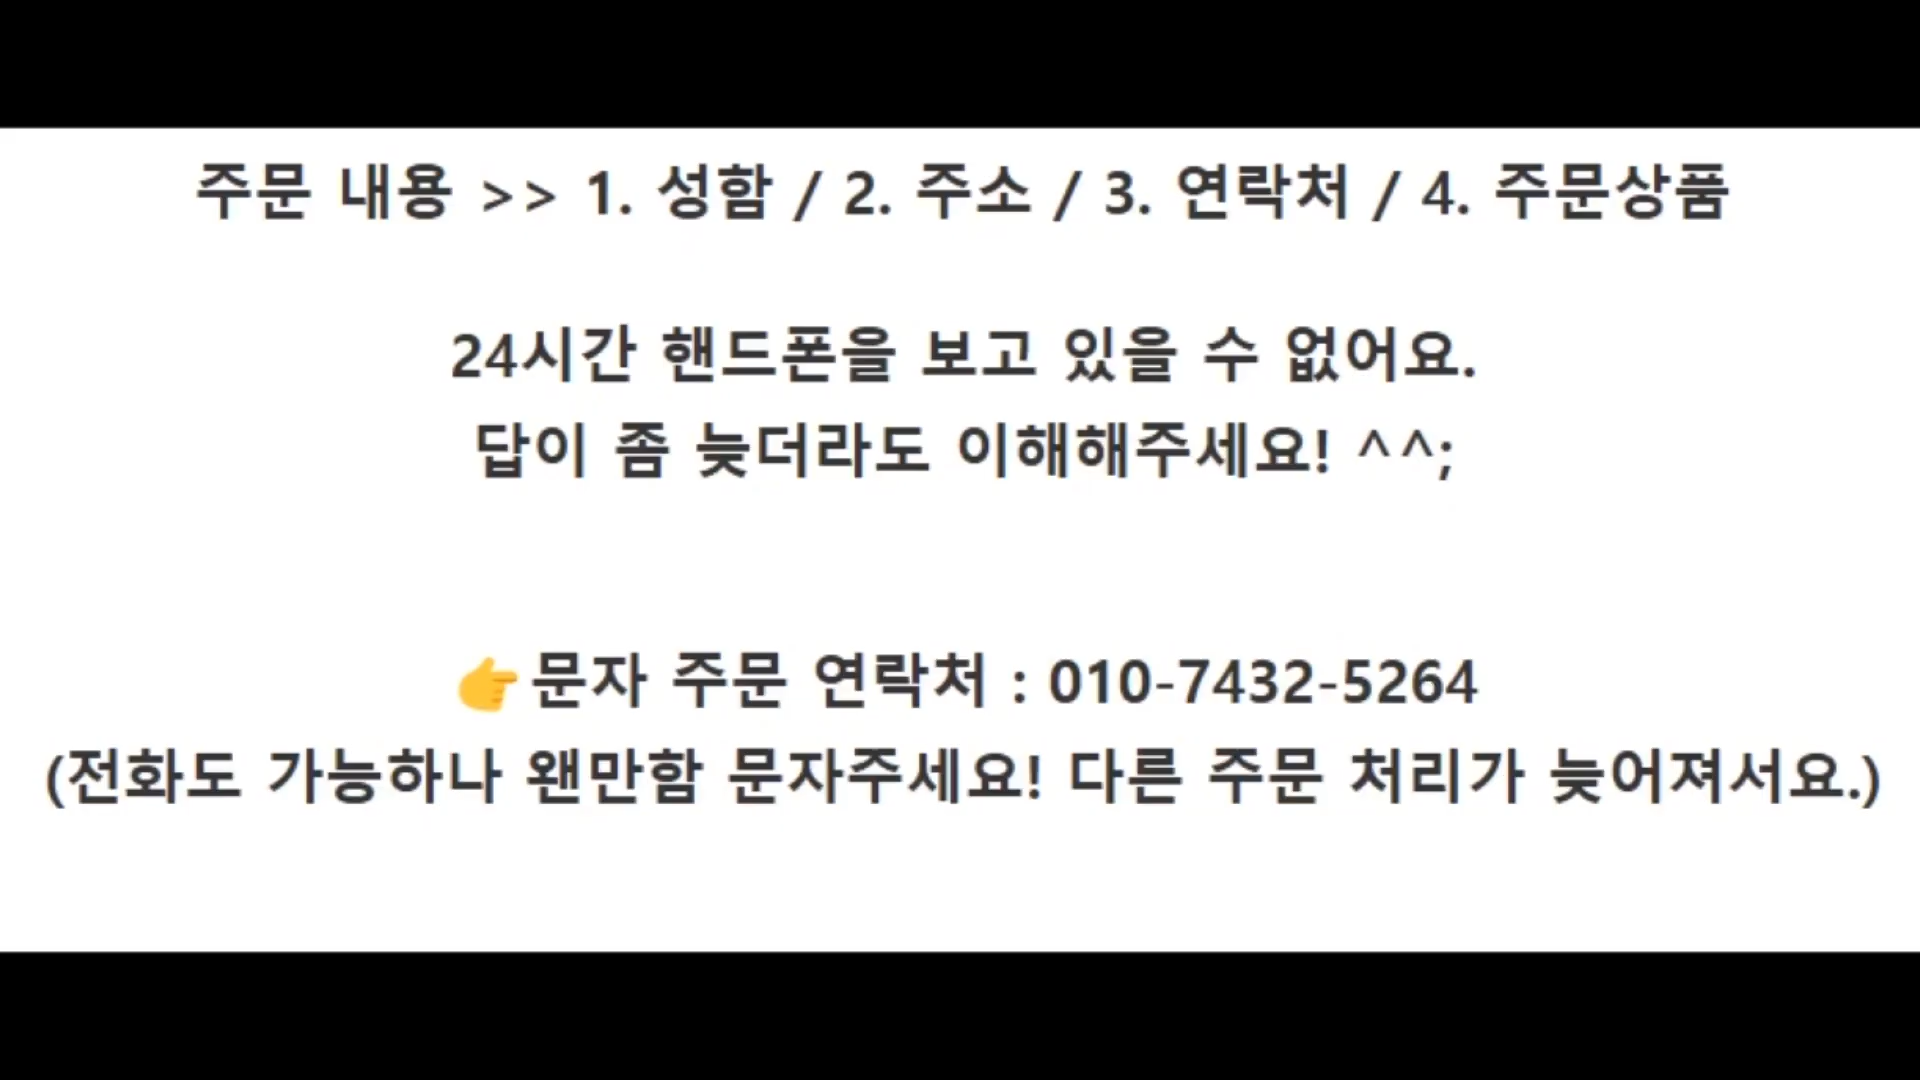 주문 내용 >> 1. 성함 / 2. 주소 / 3. 연락처 / 4. 주문상품
24시간 핸드폰을 보고 있을 수 없어요.
답이 좀 늦더라도 이해해주세요! ^^;
👉문자 주문 연락처 : 010-7432-5264
(전화도 가능하나 왠만함 문자주세요! 다른 주문 처리가 늦어져서요.)